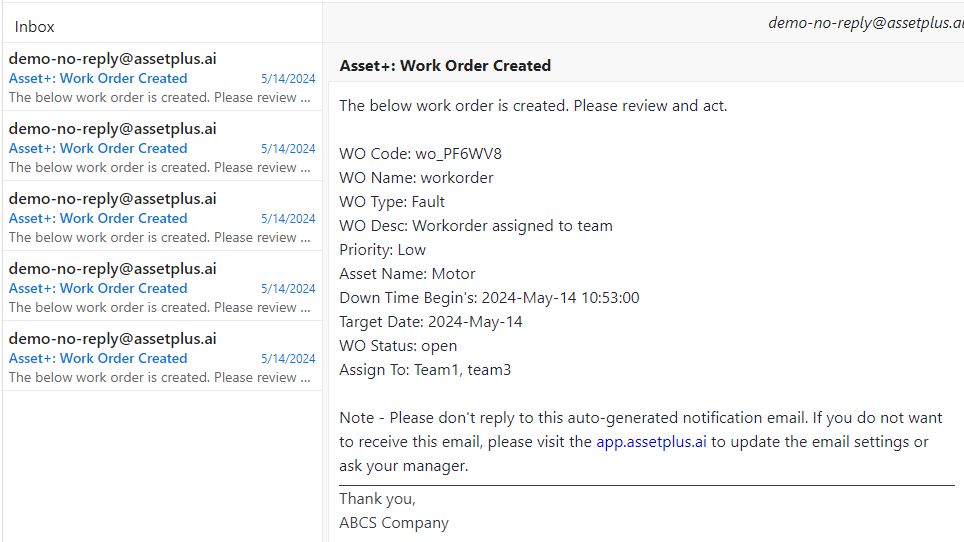 Inbox
demo-no-reply@assetplus.ai
Asset+: Work Order Created 5/14/2024
The below work order is created. Please review ...
demo-no-reply@assetplus.ai
Asset+: Work Order Created 5/14/2024
The below work order is created. Please review ...
demo-no-reply@assetplus.ai
Asset+: Work Order Created 5/14/2024
The below work order is created. Please review ...
demo-no-reply@assetplus.ai
Asset+: Work Order Created 5/14/2024
The below work order is created. Please review ...
demo-no-reply@assetplus.ai
Asset+: Work Order Created 5/14/2024
The below work order is created. Please review ...
demo-no-reply@assetplus.ai
Asset+: Work Order Created
The below work order is created. Please review and act.
WO Code: wo_PF6WV8
WO Name: workorder
WO Type: Fault
WO Desc: Workorder assigned to team
Priority: Low
Asset Name: Motor
Down Time Begin's: 2024-May-14 10:53:00
Target Date: 2024-May-14
WO Status: open
Assign To: Team1, team3
Note - Please don't reply to this auto-generated notification email. If you do not want
to receive this email, please visit the app.assetplus.ai to update the email settings or
ask your manager.
Thank you,
ABCS Company